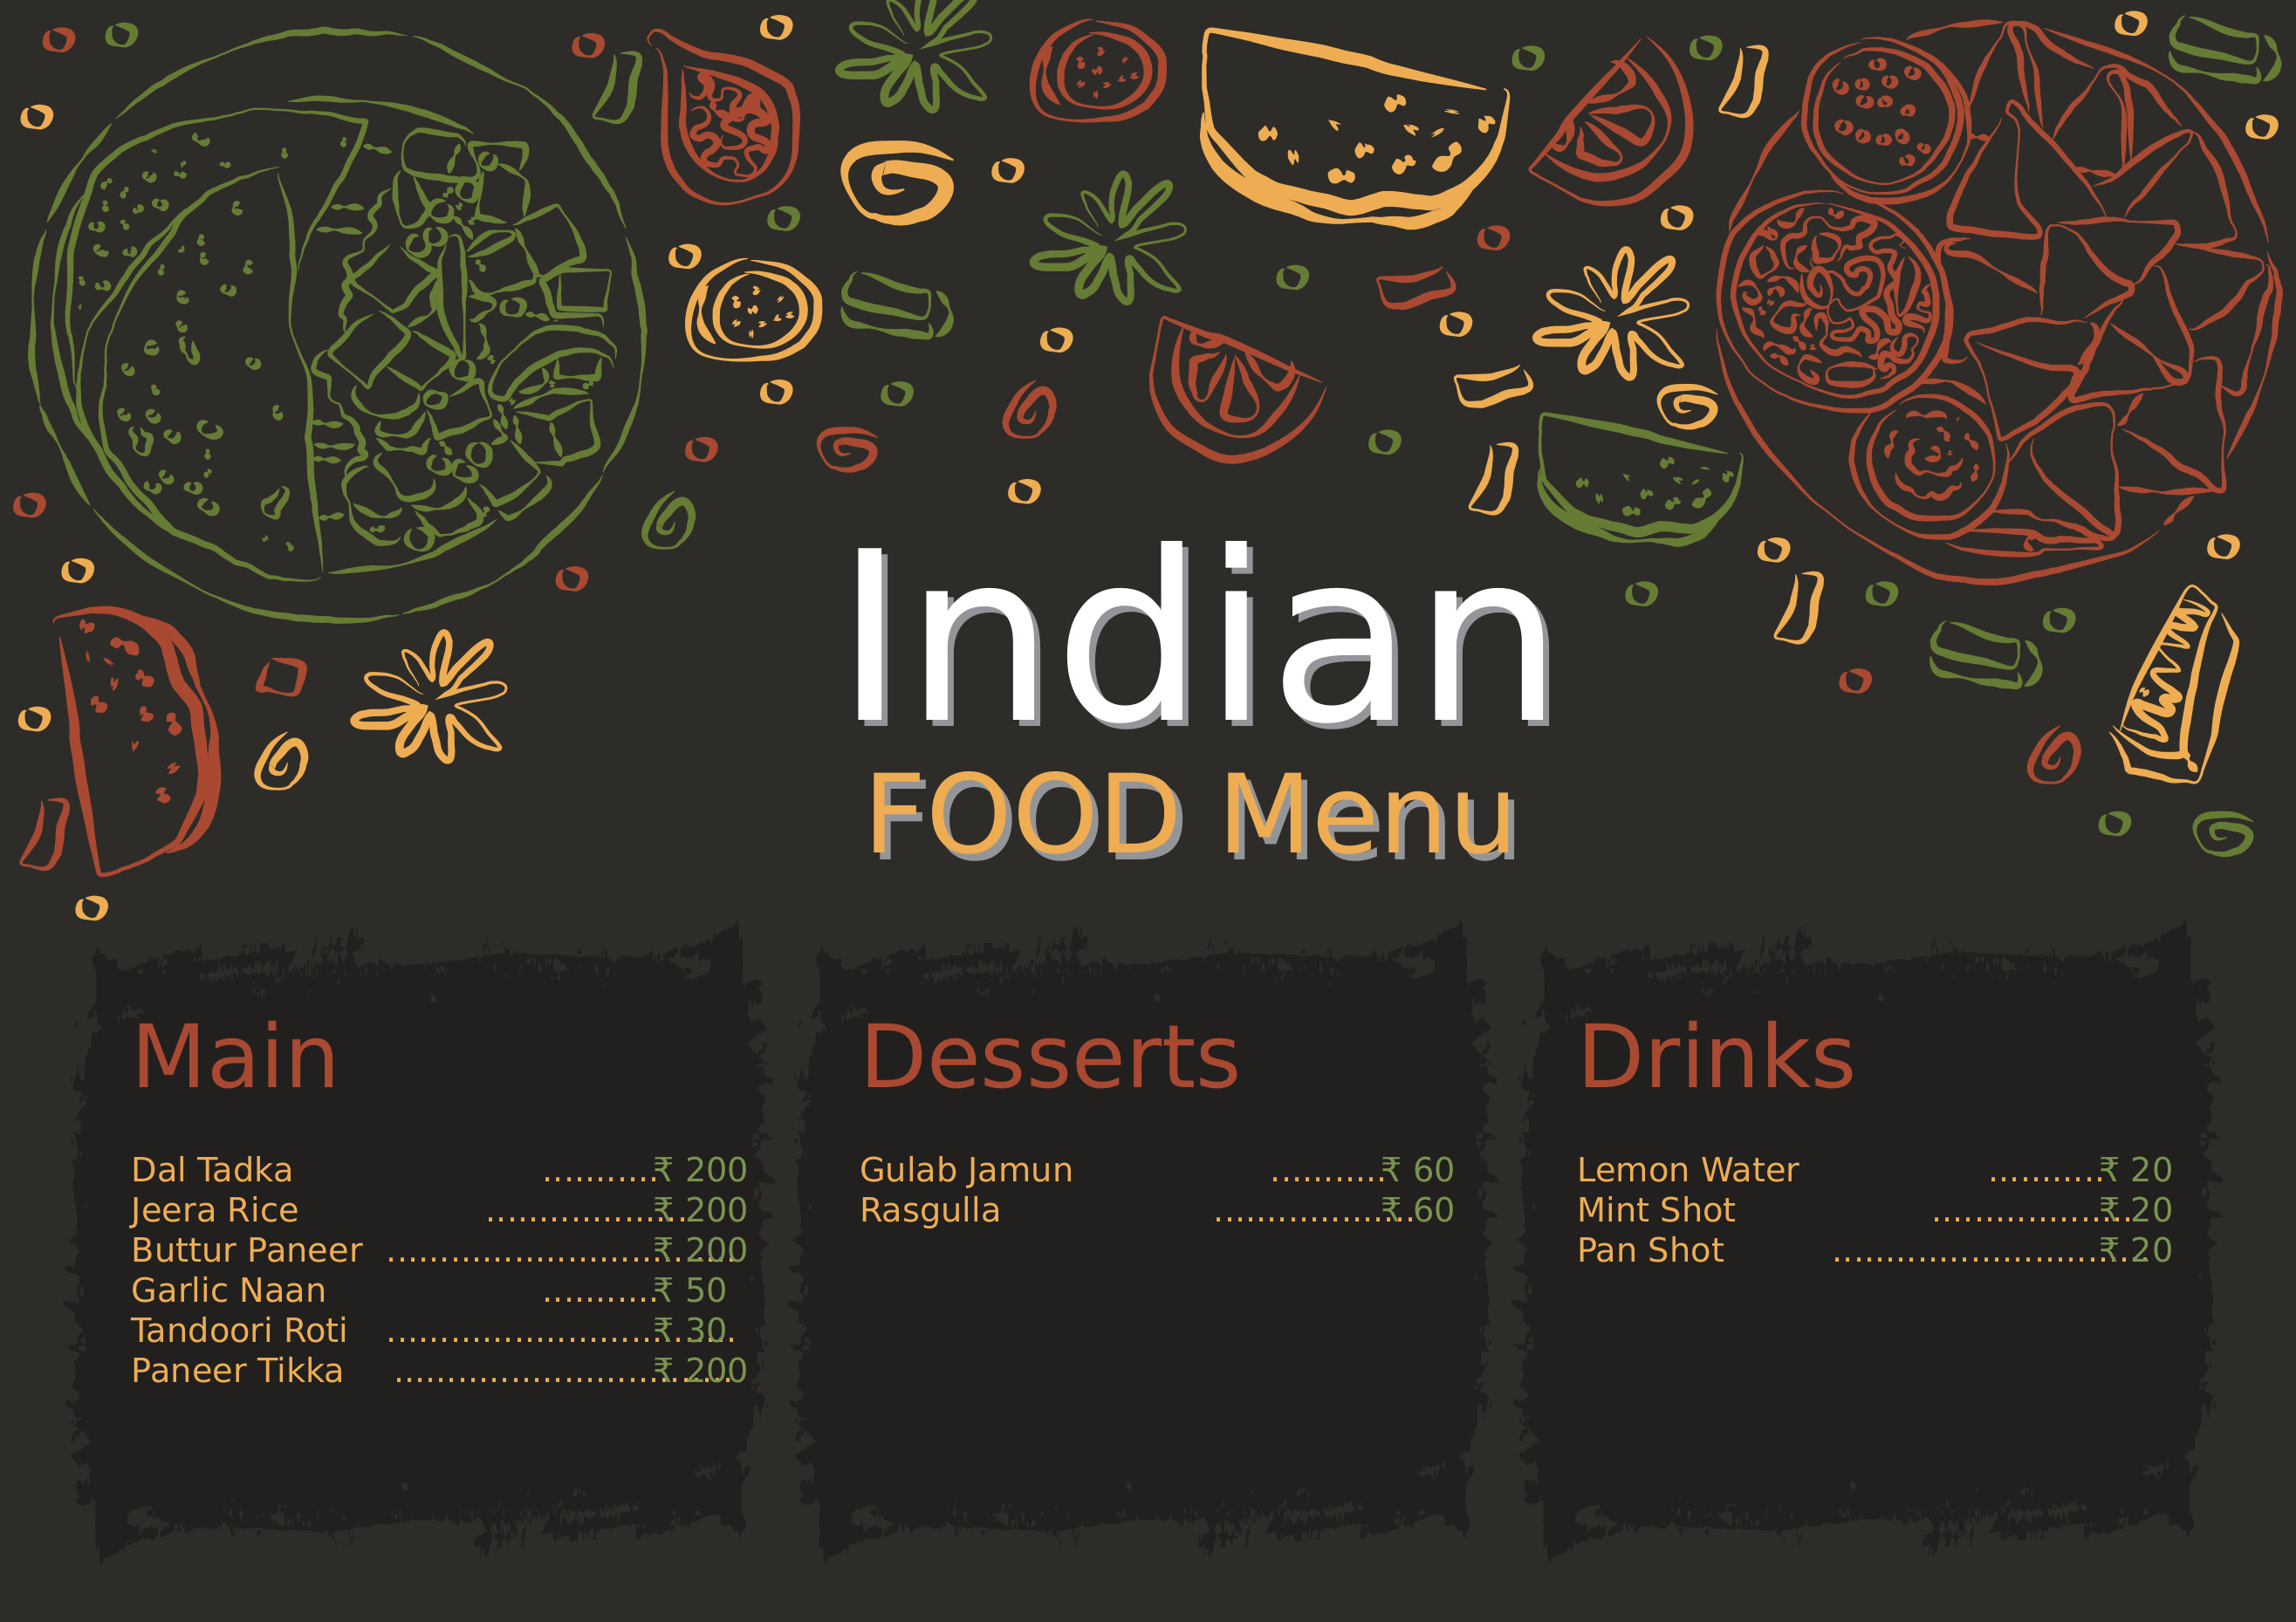 Indian
FOOD Menu
Main
Dal Tadka ...........₹ 200
Jeera Rice ...................₹ 200
Buttur Paneer .................................₹ 200
Garlic Naan ...........₹ 50
Tandoori Roti .................................₹ 30
Paneer Tikka ................................₹ 200
Desserts
Gulab Jamun ...........₹ 60
Rasgulla ...................₹ 60
Drinks
Lemon Water ...........₹ 20
Mint Shot ...................₹ 20
Pan Shot ..............................₹ 20